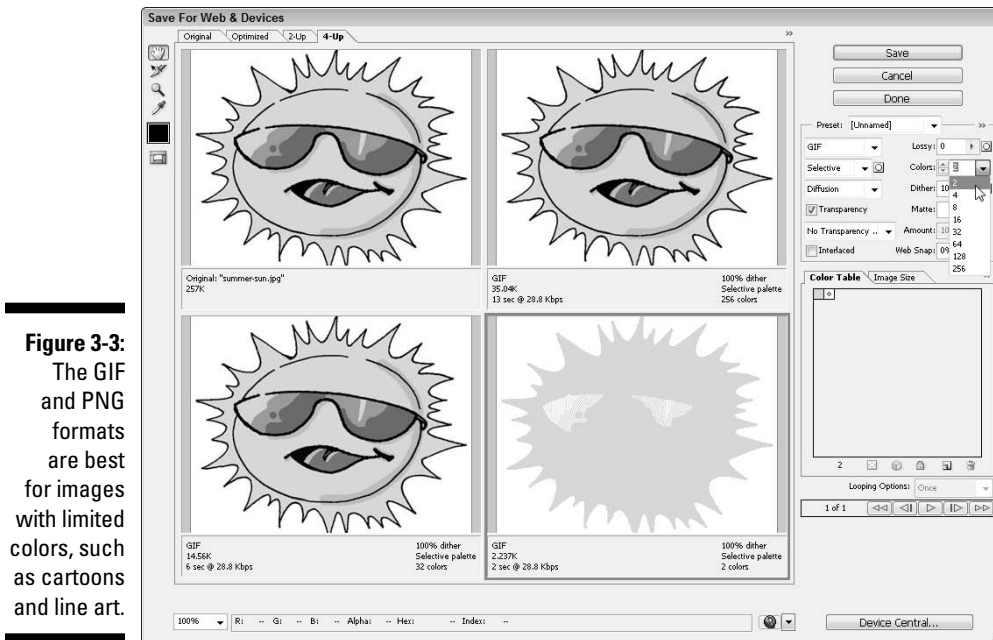 Save For Web & Devices
Original Optimized 2-Up 4-Up
Save
Cancel
Done
Preset: [Unnamed]
GIF Lossy: 0
Selective Colors:
Diffusion Dither: 10
Transparency Matte:
No Transparency .. Amount: 10
Interlaced Web Snap: 0%
2
4
8
16
32
64
128
256
Color Table Image Size
Original: "summer-sun.jpg"
257K
GIF 100% dither
35.04K Selective palette
13 sec @ 28.8 Kbps 256 colors
GIF 100% dither
14.56K Selective palette
6 sec @ 28.8 Kbps 32 colors
GIF 100% dither
2.237K Selective palette
2 sec @ 28.8 Kbps 2 colors
2
Looping Options: Once
1 of 1
100% R: -- G: -- B: -- Alpha: -- Hex: -- Index: --
Device Central...
Figure 3-3:
The GIF
and PNG
formats
are best
for images
with limited
colors, such
as cartoons
and line art.